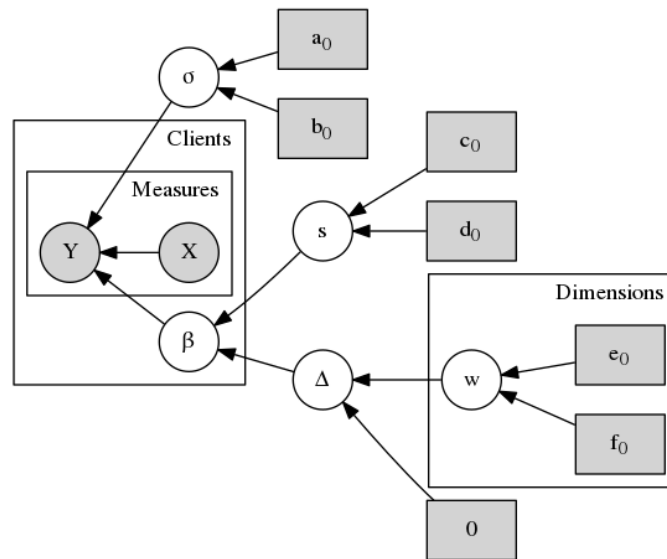 a₀
σ
b₀
Clients
c₀
Measures
Y
X
s
d₀
Dimensions
β
e₀
Δ
w
f₀
0